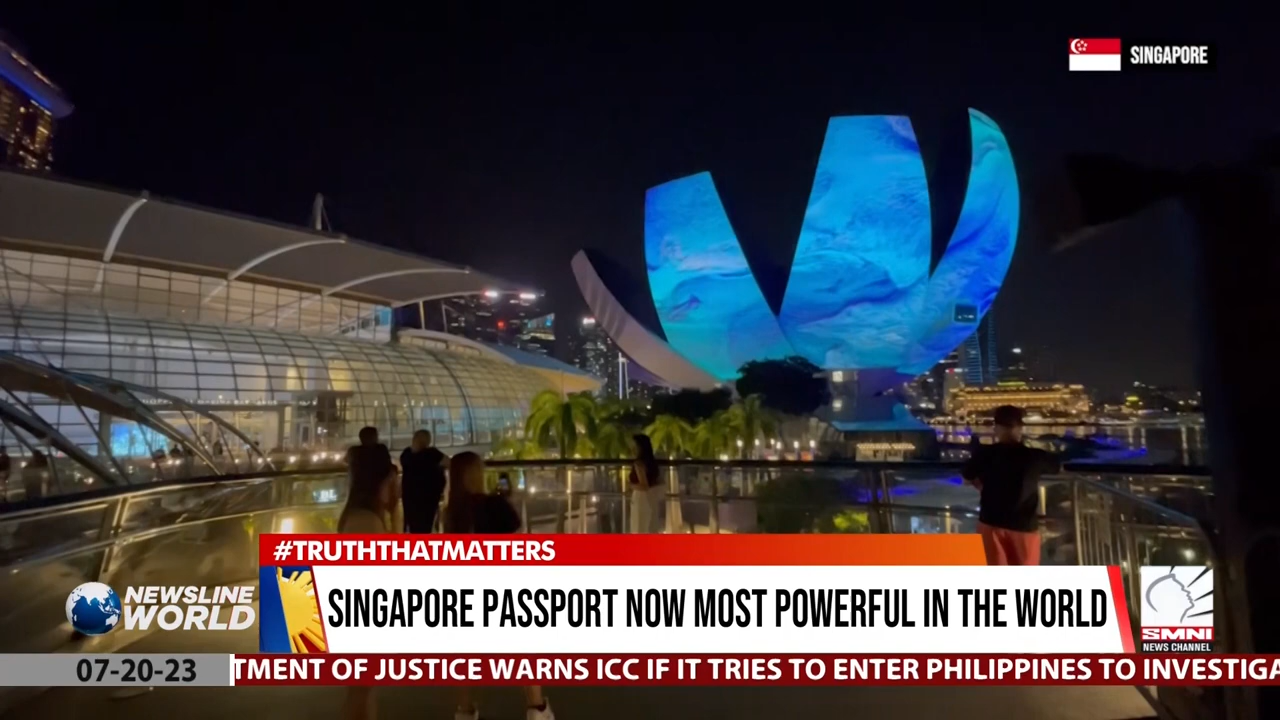 SINGAPORE
#TRUTHTHATMATTERS
SINGAPORE PASSPORT NOW MOST POWERFUL IN THE WORLD
NEWSLINE
WORLD
SMNI
NEWS CHANNEL
07-20-23
TMENT OF JUSTICE WARNS ICC IF IT TRIES TO ENTER PHILIPPINES TO INVESTIGA